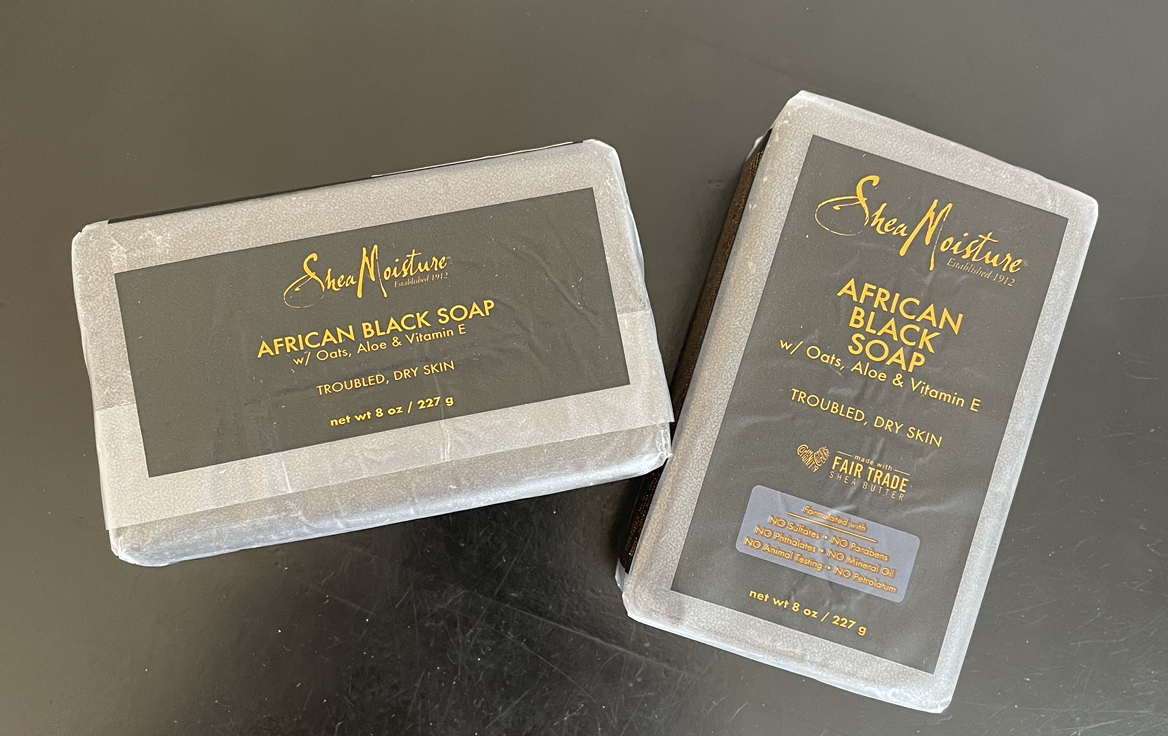 SheaMoisture
Established 1912
AFRICAN BLACK SOAP
w/ Oats, Aloe & Vitamin E
TROUBLED, DRY SKIN
net wt 8 oz / 227 g
SheaMoisture®
Established 1912
AFRICAN
BLACK
SOAP
w/ Oats, Aloe & Vitamin E
TROUBLED, DRY SKIN
made with
FAIR TRADE
SHEA BUTTER
Formulated with
NO Sulfates • NO Parabens
NO Phthalates • NO Mineral Oil
NO Animal Testing • NO Petrolatum
net wt 8 oz / 227 g